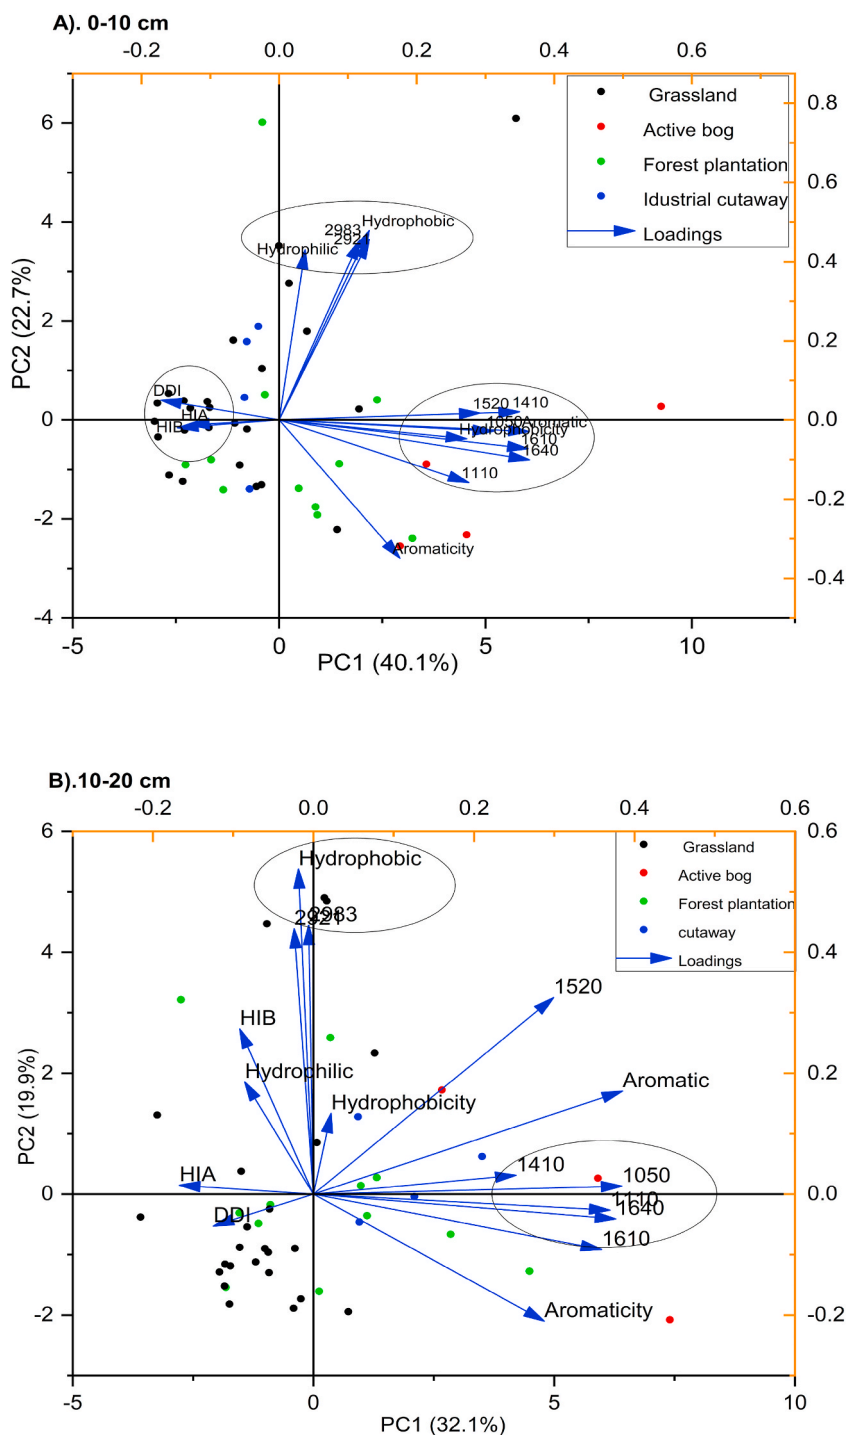 A). 0-10 cm
-0.2 0.0 0.2 0.4 0.6
Grassland
Active bog
Forest plantation
Idustrial cutaway
Loadings
6
4
2
0
-2
-4
0.8
0.6
0.4
0.2
0.0
-0.2
-0.4
PC2 (22.7%)
Hydrophobic
2983
2921
Hydrophilic
DDI
HIA
HIB
1520 1410
1050 Aromatic
Hydrophobicity
1610
1640
1110
Aromaticity
-5 0 5 10
PC1 (40.1%)
B).10-20 cm
-0.2 0.0 0.2 0.4 0.6
Grassland
Active bog
Forest plantation
cutaway
Loadings
6
4
2
0
-2
0.6
0.4
0.2
0.0
-0.2
PC2 (19.9%)
Hydrophobic
2921 2983
1520
HIB
Hydrophilic
Aromatic
Hydrophobicity
1410
HIA
1050
1110
1640
DDI
1610
Aromaticity
-5 0 5 10
PC1 (32.1%)